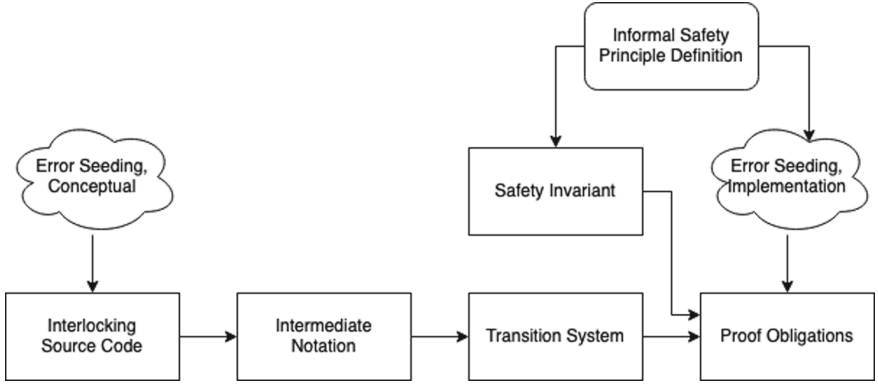 Informal Safety
Principle Definition
Error Seeding,
Conceptual
Safety Invariant
Error Seeding,
Implementation
Interlocking
Source Code
Intermediate
Notation
Transition System
Proof Obligations